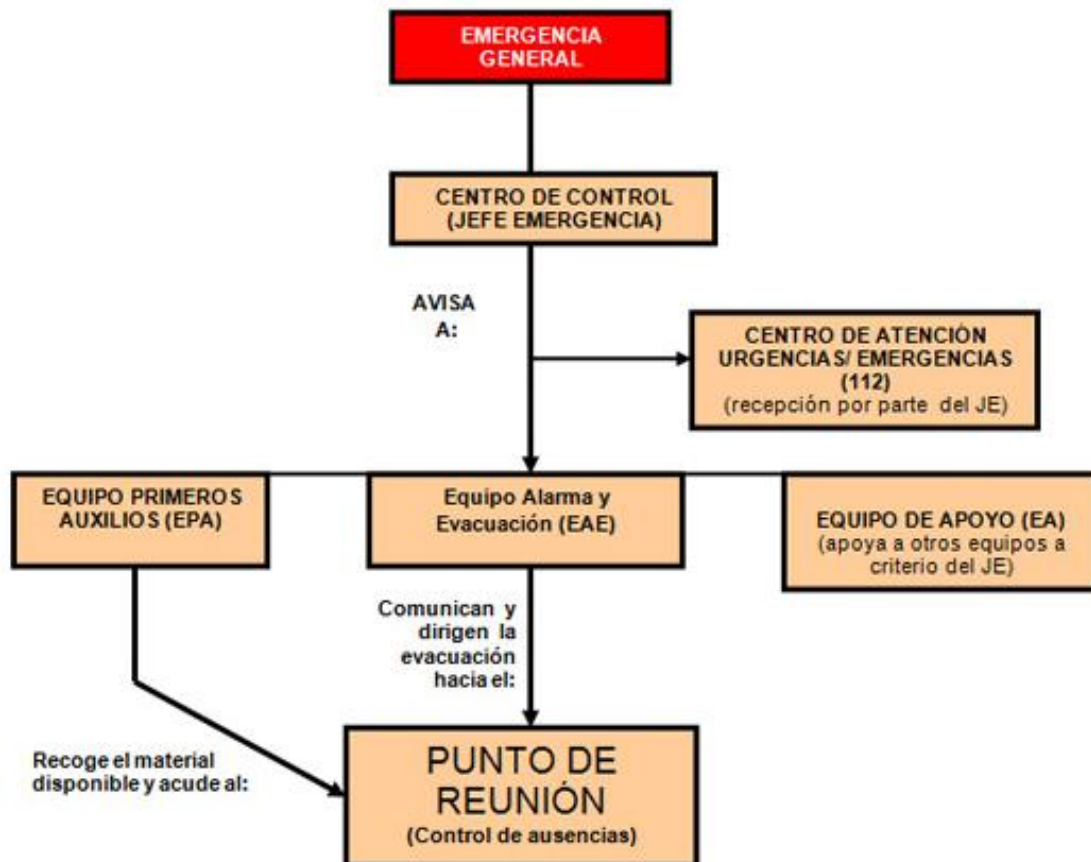 EMERGENCIA
GENERAL
CENTRO DE CONTROL
(JEFE EMERGENCIA)
AVISA
A:
CENTRO DE ATENCIÓN
URGENCIAS/ EMERGENCIAS
(112)
(recepción por parte del JE)
EQUIPO PRIMEROS
AUXILIOS (EPA)
Equipo Alarma y
Evacuación (EAE)
EQUIPO DE APOYO (EA)
(apoya a otros equipos a
criterio del JE)
Comunican y
dirigen la
evacuación
hacia el:
Recoge el material
disponible y acude al:
PUNTO DE
REUNIÓN
(Control de ausencias)